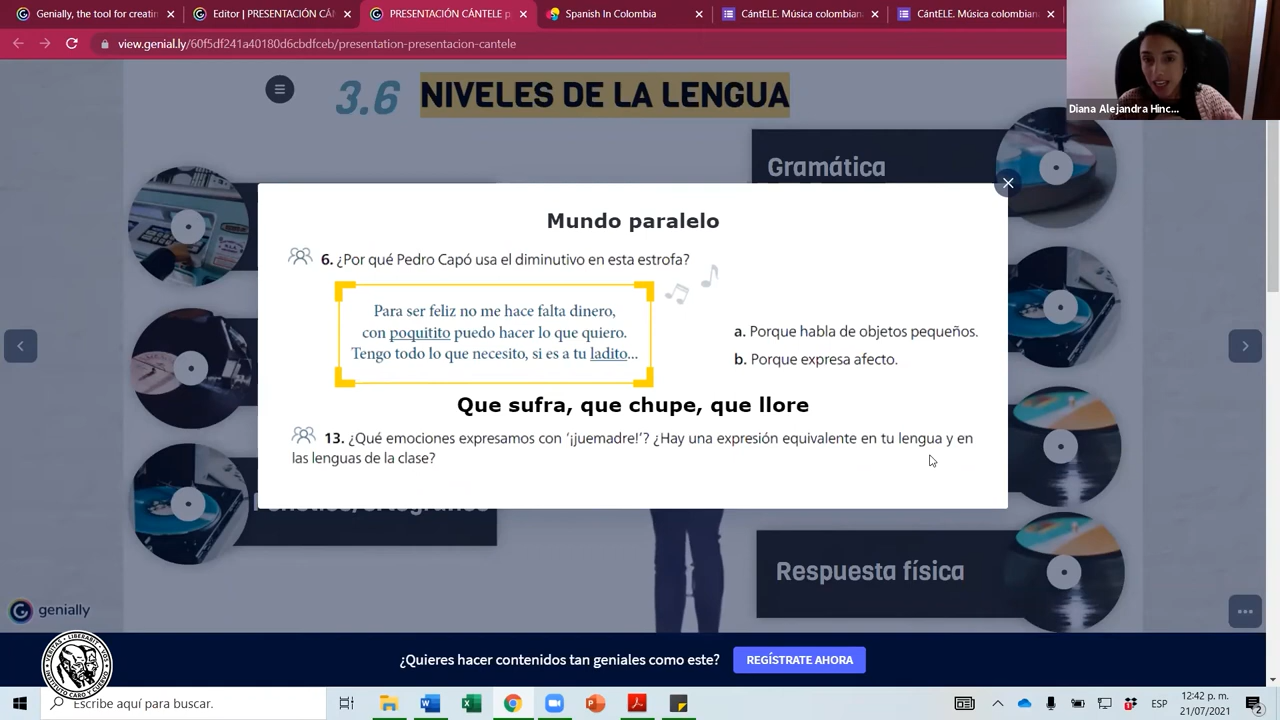 Genially, the tool for creatin
Editor | PRESENTACIÓN CÁN
PRESENTACIÓN CÁNTELE p
Spanish In Colombia
CántELE. Música colombian
CántELE. Música colombian
view.genial.ly/60f5df241a40180d6cbdfceb/presentation-presentacion-cantele
Diana Alejandra Hinc...
3.6 NIVELES DE LA LENGUA
Gramática
Mundo paralelo
6. ¿Por qué Pedro Capó usa el diminutivo en esta estrofa?
Para ser feliz no me hace falta dinero,
con poquitito puedo hacer lo que quiero.
Tengo todo lo que necesito, si es a tu ladito...
a. Porque habla de objetos pequeños.
b. Porque expresa afecto.
Que sufra, que chupe, que llore
13. ¿Qué emociones expresamos con '¡juemadre!'? ¿Hay una expresión equivalente en tu lengua y en
las lenguas de la clase?
Respuesta física
genially
¿Quieres hacer contenidos tan geniales como este?
REGÍSTRATE AHORA
Escribe aquí para buscar.
ESP
12:42 p. m.
21/07/2021
2